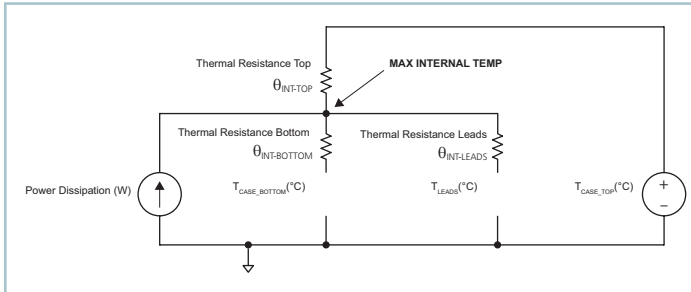 Thermal Resistance Top
θINT-TOP
MAX INTERNAL TEMP
Thermal Resistance Bottom
θINT-BOTTOM
Thermal Resistance Leads
θINT-LEADS
Power Dissipation (W)
TCASE_BOTTOM(°C)
TLEADS(°C)
TCASE_TOP(°C)
+
–